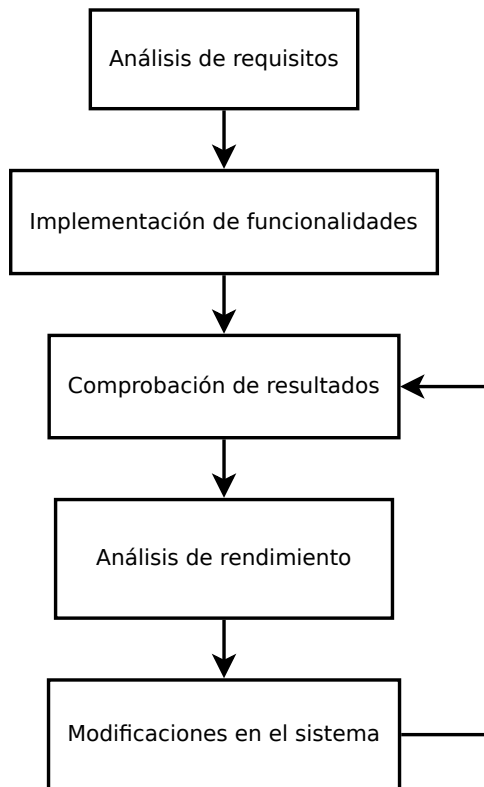 Análisis de requisitos
Implementación de funcionalidades
Comprobación de resultados
Análisis de rendimiento
Modificaciones en el sistema